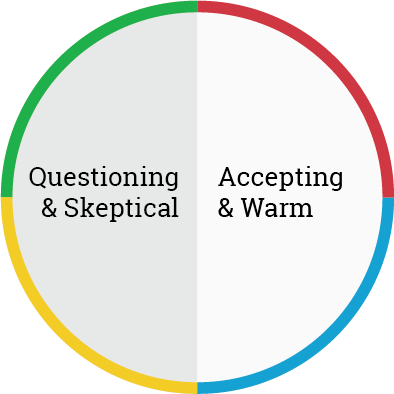 Questioning
& Skeptical
Accepting
& Warm